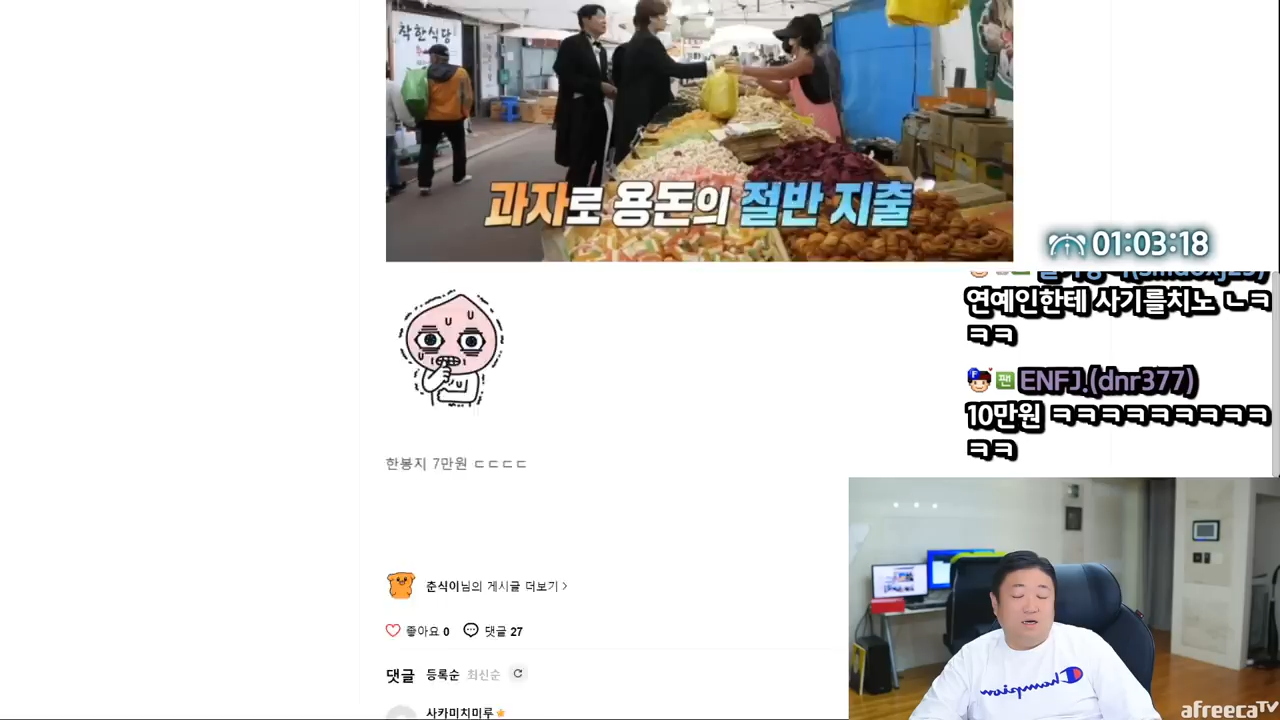 착한식당
과자로 용돈의 절반 지출
01:03:18
연예인한테 사기를치노 ㄴㅋ
ㅋㅋ
F 팬 ENFJ.(dnr377)
10만원 ㅋㅋㅋㅋㅋㅋㅋㅋㅋ
ㅋㅋ
한봉지 7만원 ㄷㄷㄷㄷ
춘식이님의 게시글 더보기 >
좋아요 0 댓글 27
댓글 등록순 최신순
사카미치미루
Champion
afreecaTV